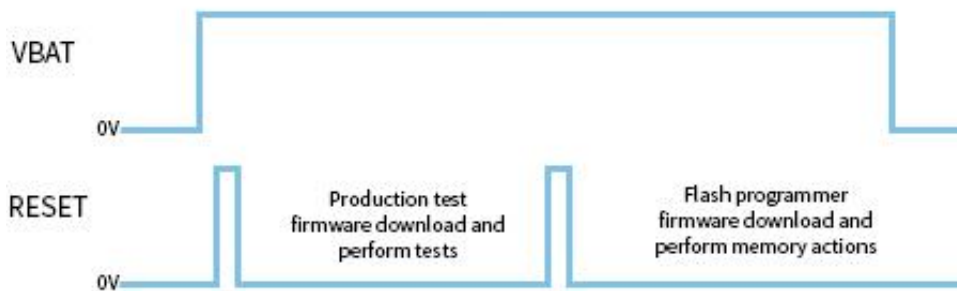 VBAT
0V
RESET
Production test
firmware download and
perform tests
Flash programmer
firmware download and
perform memory actions
0V